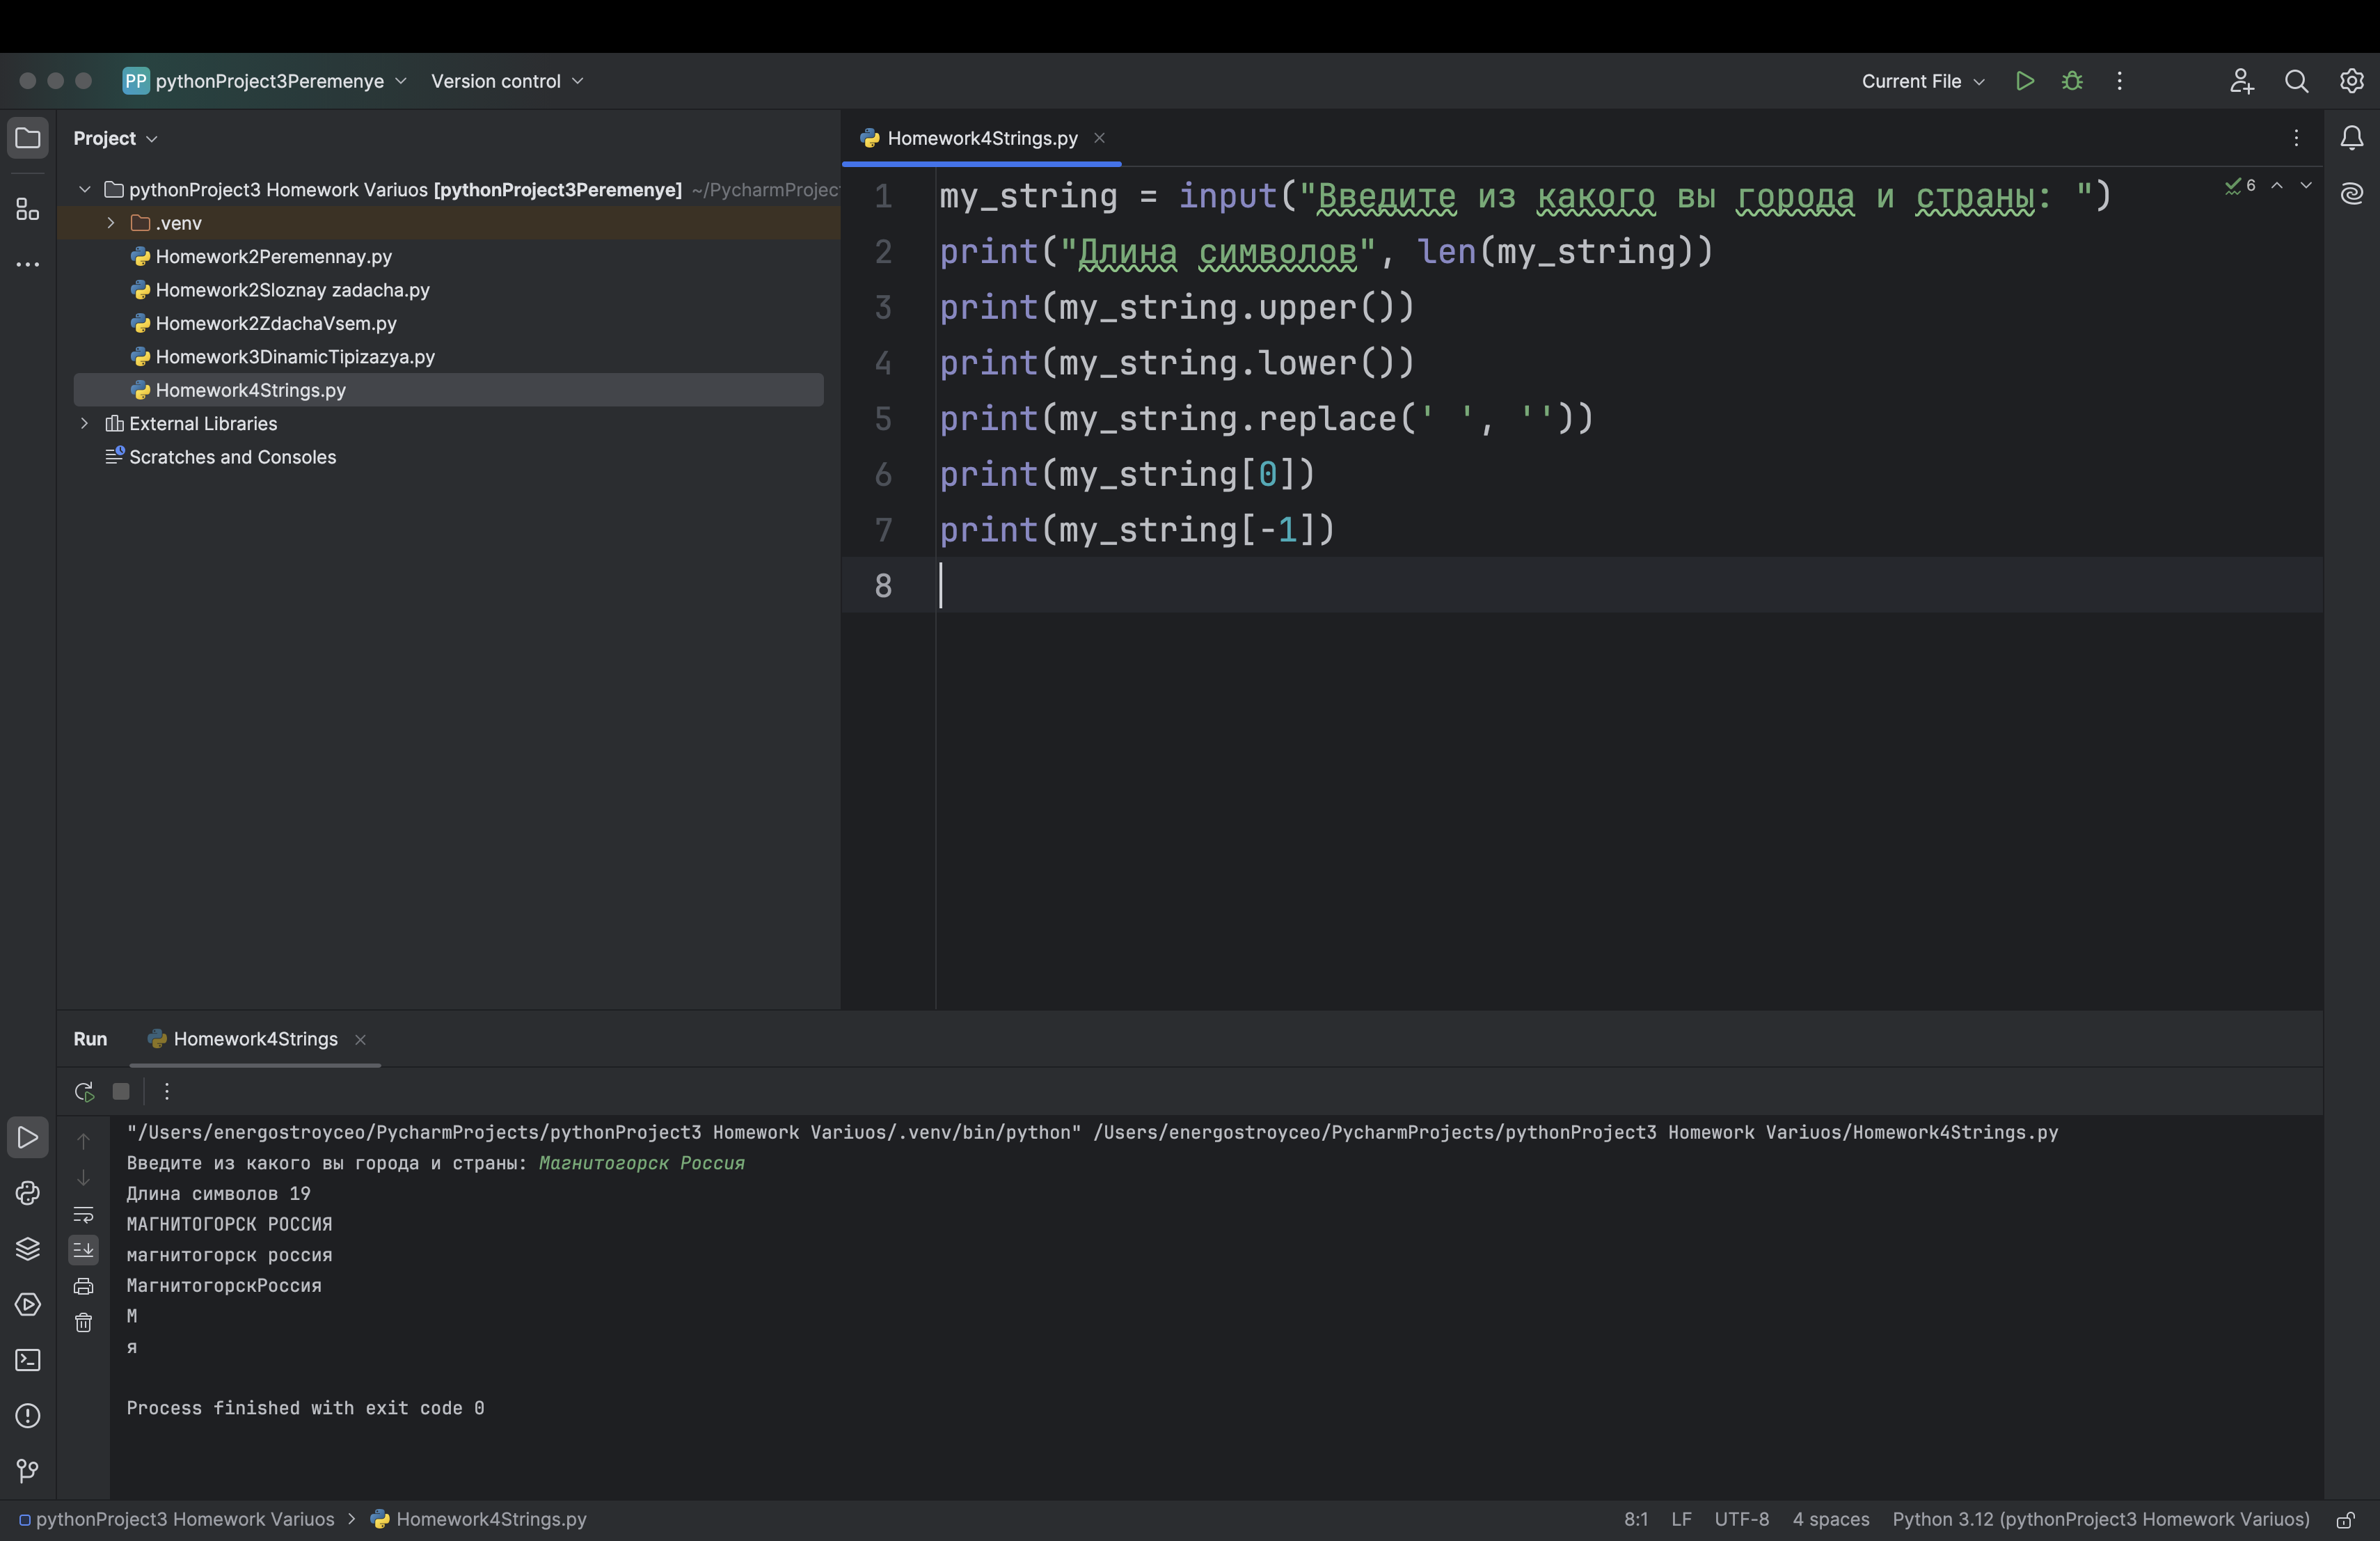 PP pythonProject3Peremenye Version control Current File
Project
pythonProject3 Homework Variuos [pythonProject3Peremenye] ~/PycharmProjec
.venv
Homework2Peremennay.py
Homework2Sloznay zadacha.py
Homework2ZdachaVsem.py
Homework3DinamicTipizazya.py
Homework4Strings.py
External Libraries
Scratches and Consoles
Homework4Strings.py
6
1 my_string = input("Введите из какого вы города и страны: ")
2 print("Длина символов", len(my_string))
3 print(my_string.upper())
4 print(my_string.lower())
5 print(my_string.replace(' ', ''))
6 print(my_string[0])
7 print(my_string[-1])
8
Run Homework4Strings
"/Users/energostroyceo/PycharmProjects/pythonProject3 Homework Variuos/.venv/bin/python" /Users/energostroyceo/PycharmProjects/pythonProject3 Homework Variuos/Homework4Strings.py
Введите из какого вы города и страны: Магнитогорск Россия
Длина символов 19
МАГНИТОГОРСК РОССИЯ
магнитогорск россия
МагнитогорскРоссия
М
я
Process finished with exit code 0
pythonProject3 Homework Variuos > Homework4Strings.py 8:1 LF UTF-8 4 spaces Python 3.12 (pythonProject3 Homework Variuos)